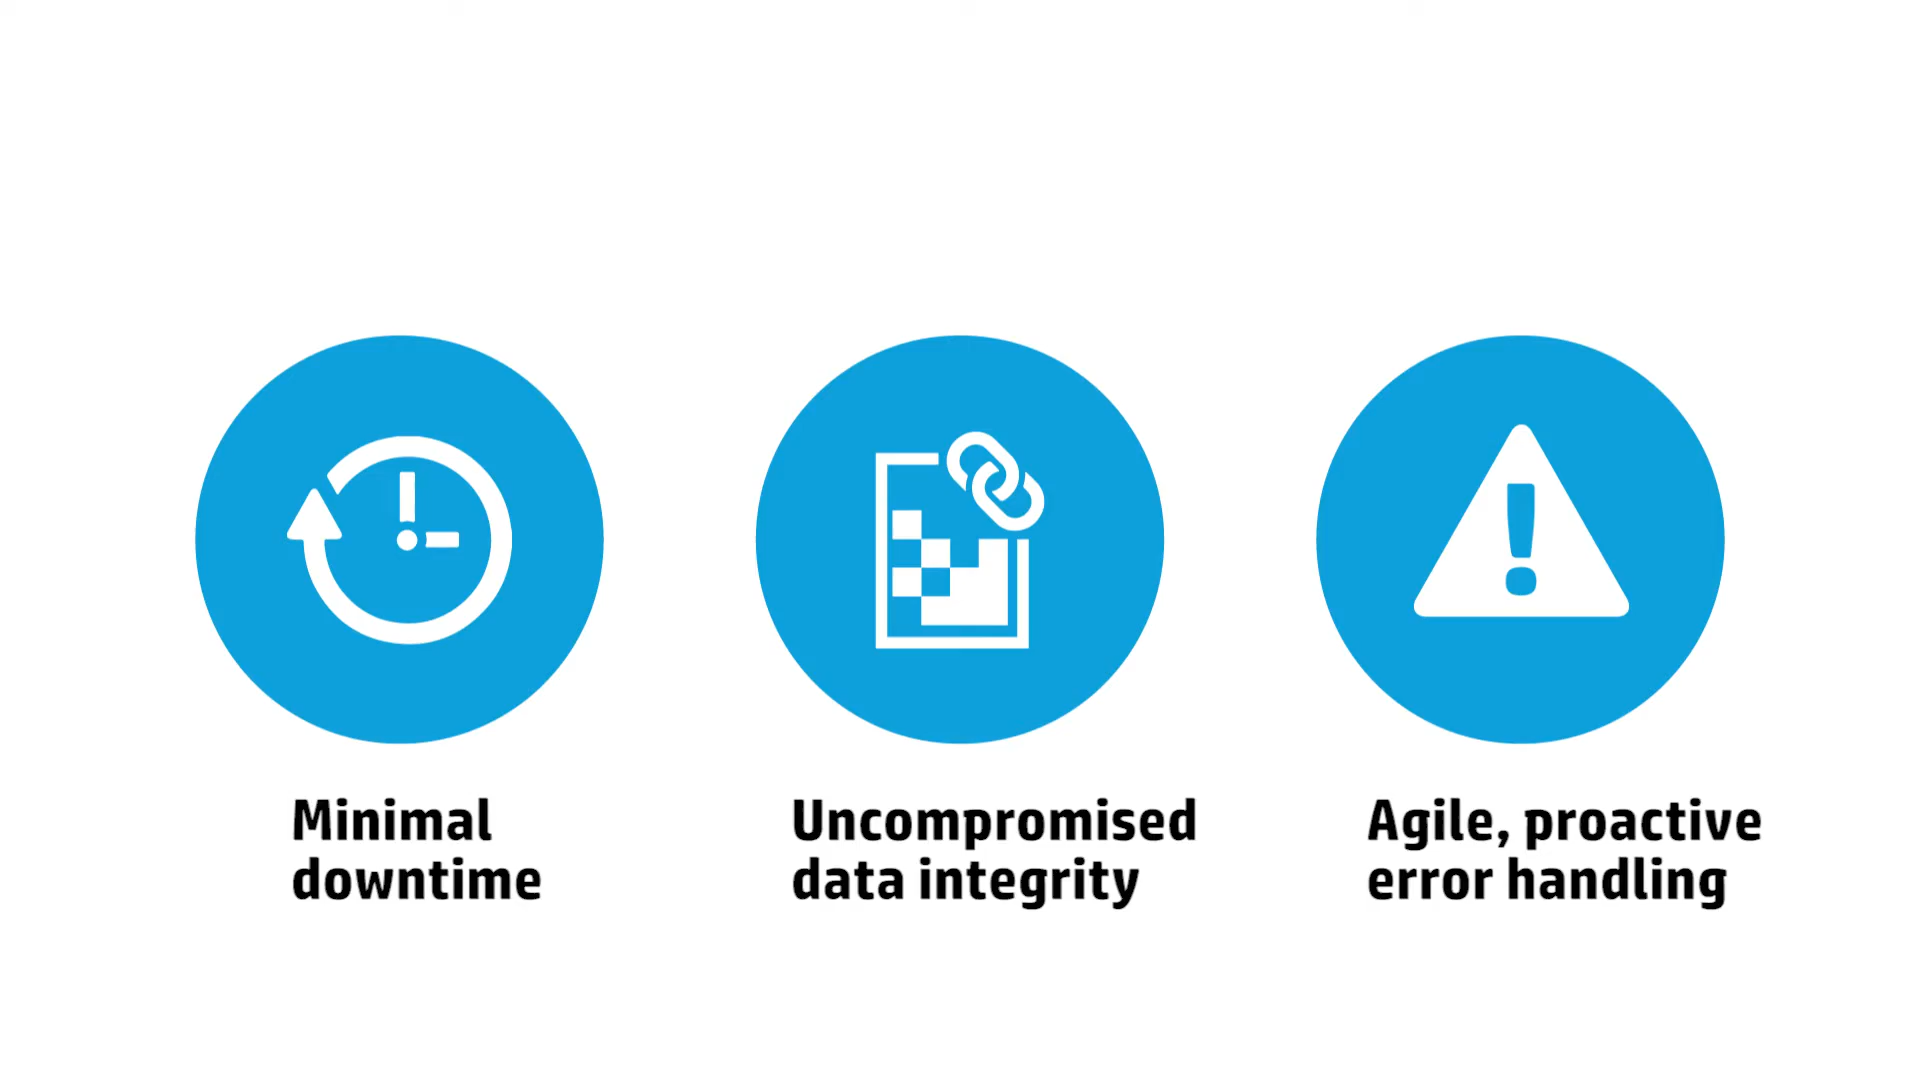 Minimal
downtime
Uncompromised
data integrity
Agile, proactive
error handling